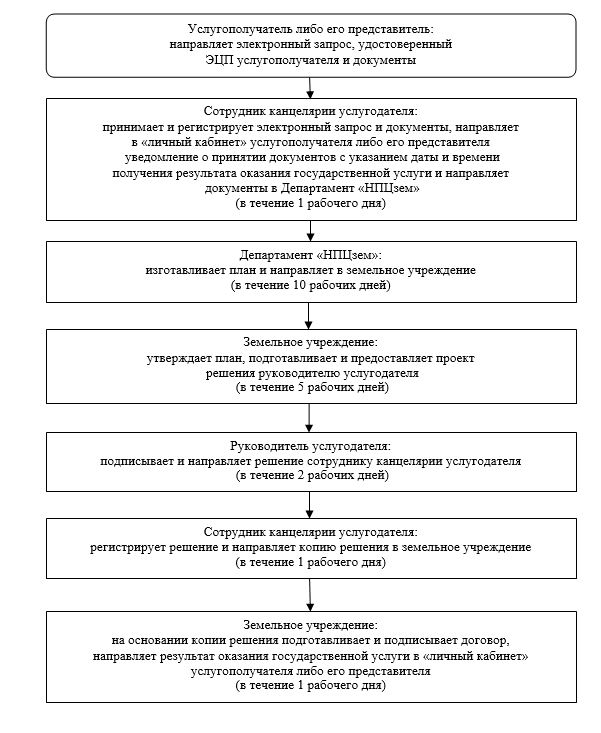 Услугополучатель либо его представитель:
направляет электронный запрос, удостоверенный
ЭЦП услугополучателя и документы
Сотрудник канцелярии услугодателя:
принимает и регистрирует электронный запрос и документы, направляет
в «личный кабинет» услугополучателя либо его представителя
уведомление о принятии документов с указанием даты и времени
получения результата оказания государственной услуги и направляет
документы в Департамент «НПЦзем»
(в течение 1 рабочего дня)
Департамент «НПЦзем»:
изготавливает план и направляет в земельное учреждение
(в течение 10 рабочих дней)
Земельное учреждение:
утверждает план, подготавливает и предоставляет проект
решения руководителю услугодателя
(в течение 5 рабочих дней)
Руководитель услугодателя:
подписывает и направляет решение сотруднику канцелярии услугодателя
(в течение 2 рабочих дней)
Сотрудник канцелярии услугодателя:
регистрирует решение и направляет копию решения в земельное учреждение
(в течение 1 рабочего дня)
Земельное учреждение:
на основании копии решения подготавливает и подписывает договор,
направляет результат оказания государственной услуги в «личный кабинет»
услугополучателя либо его представителя
(в течение 1 рабочего дня)